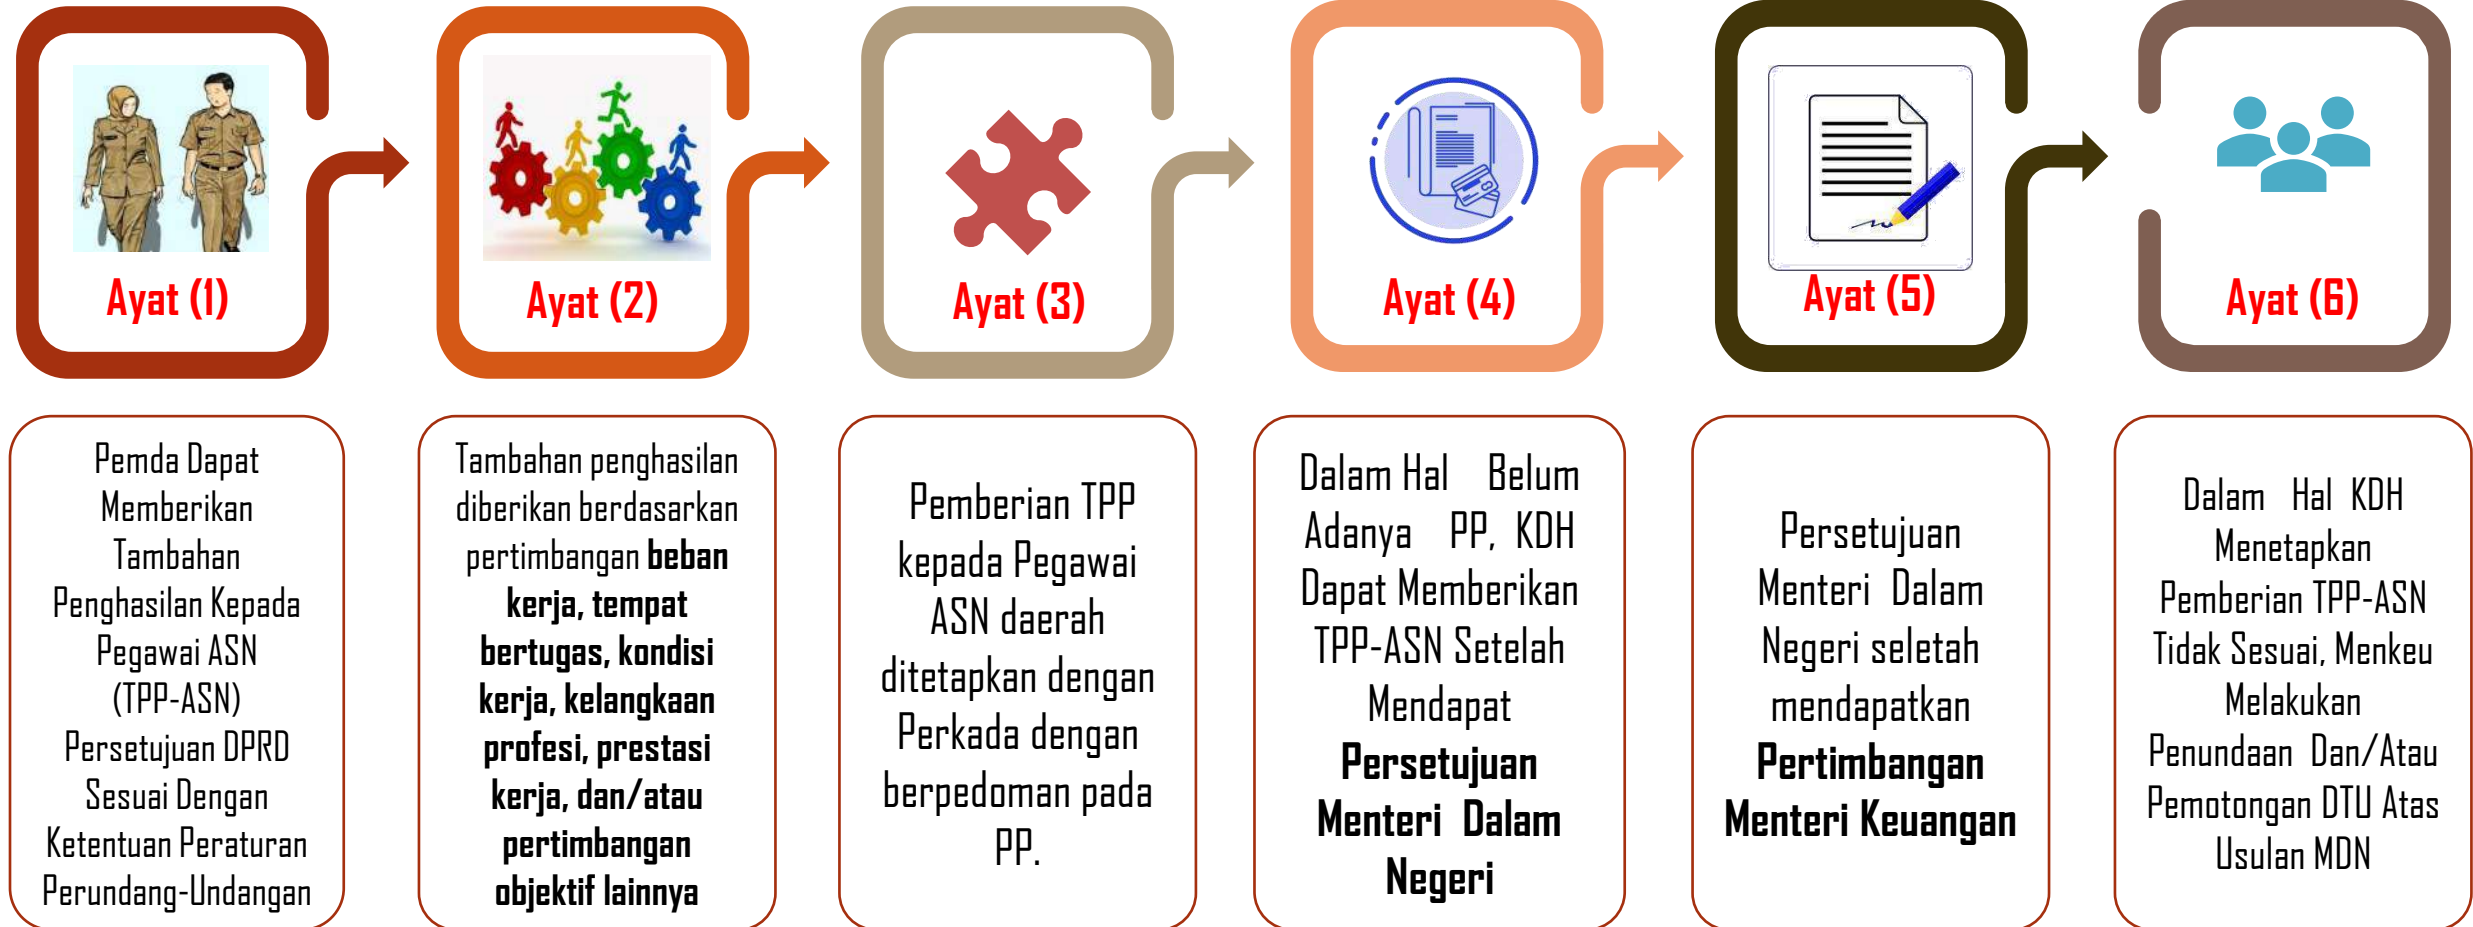 Ayat (1)
Ayat (2)
Ayat (3)
Ayat (4)
Ayat (5)
Ayat (6)
Pemda Dapat
Memberikan
Tambahan
Penghasilan Kepada
Pegawai ASN
(TPP-ASN)
Persetujuan DPRD
Sesuai Dengan
Ketentuan Peraturan
Perundang-Undangan
Tambahan penghasilan
diberikan berdasarkan
pertimbangan beban
kerja, tempat
bertugas, kondisi
kerja, kelangkaan
profesi, prestasi
kerja, dan/atau
pertimbangan
objektif lainnya
Pemberian TPP
kepada Pegawai
ASN daerah
ditetapkan dengan
Perkada dengan
berpedoman pada
PP.
Dalam Hal Belum
Adanya PP, KDH
Dapat Memberikan
TPP-ASN Setelah
Mendapat
Persetujuan
Menteri Dalam
Negeri
Persetujuan
Menteri Dalam
Negeri seletah
mendapatkan
Pertimbangan
Menteri Keuangan
Dalam Hal KDH
Menetapkan
Pemberian TPP-ASN
Tidak Sesuai, Menkeu
Melakukan
Penundaan Dan/Atau
Pemotongan DTU Atas
Usulan MDN